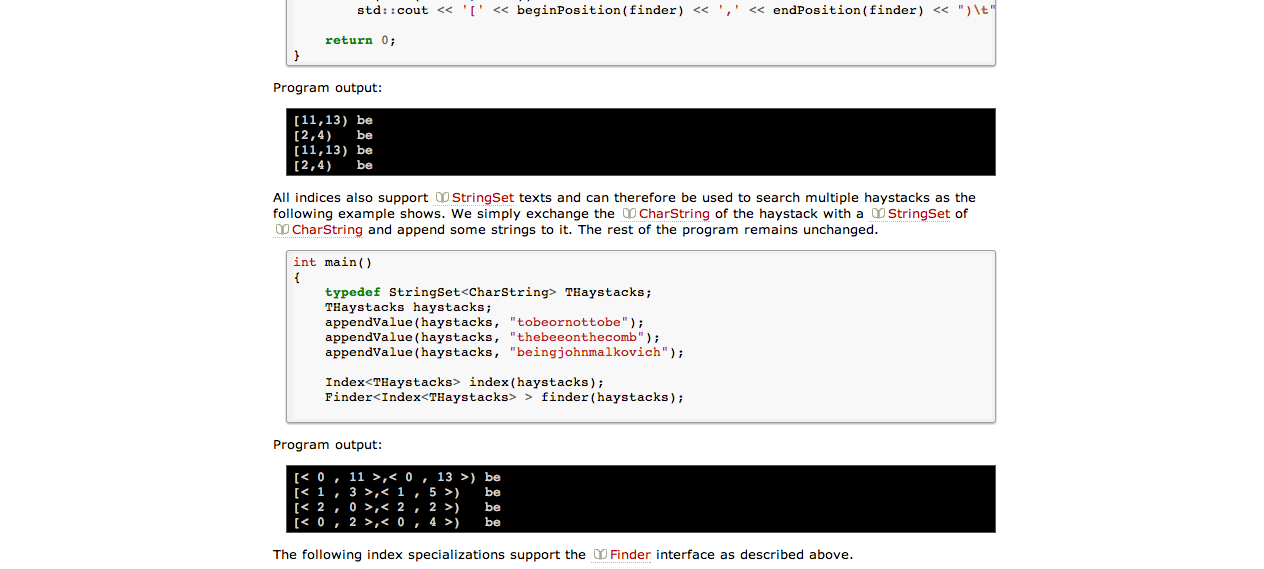 std::cout << '[' << beginPosition(finder) << ',' << endPosition(finder) << ")\t"
return 0;
}
Program output:
[11,13) be
[2,4)   be
[11,13) be
[2,4)   be
All indices also support StringSet texts and can therefore be used to search multiple haystacks as the
following example shows. We simply exchange the CharString of the haystack with a StringSet of
CharString and append some strings to it. The rest of the program remains unchanged.
int main()
{
typedef StringSet<CharString> THaystacks;
THaystacks haystacks;
appendValue(haystacks, "tobeornottobe");
appendValue(haystacks, "thebeeonthecomb");
appendValue(haystacks, "beingjohnmalkovich");
Index<THaystacks> index(haystacks);
Finder<Index<THaystacks> > finder(haystacks);
Program output:
[< 0 , 11 >,< 0 , 13 >) be
[< 1 , 3 >,< 1 , 5 >)   be
[< 2 , 0 >,< 2 , 2 >)   be
[< 0 , 2 >,< 0 , 4 >)   be
The following index specializations support the Finder interface as described above.